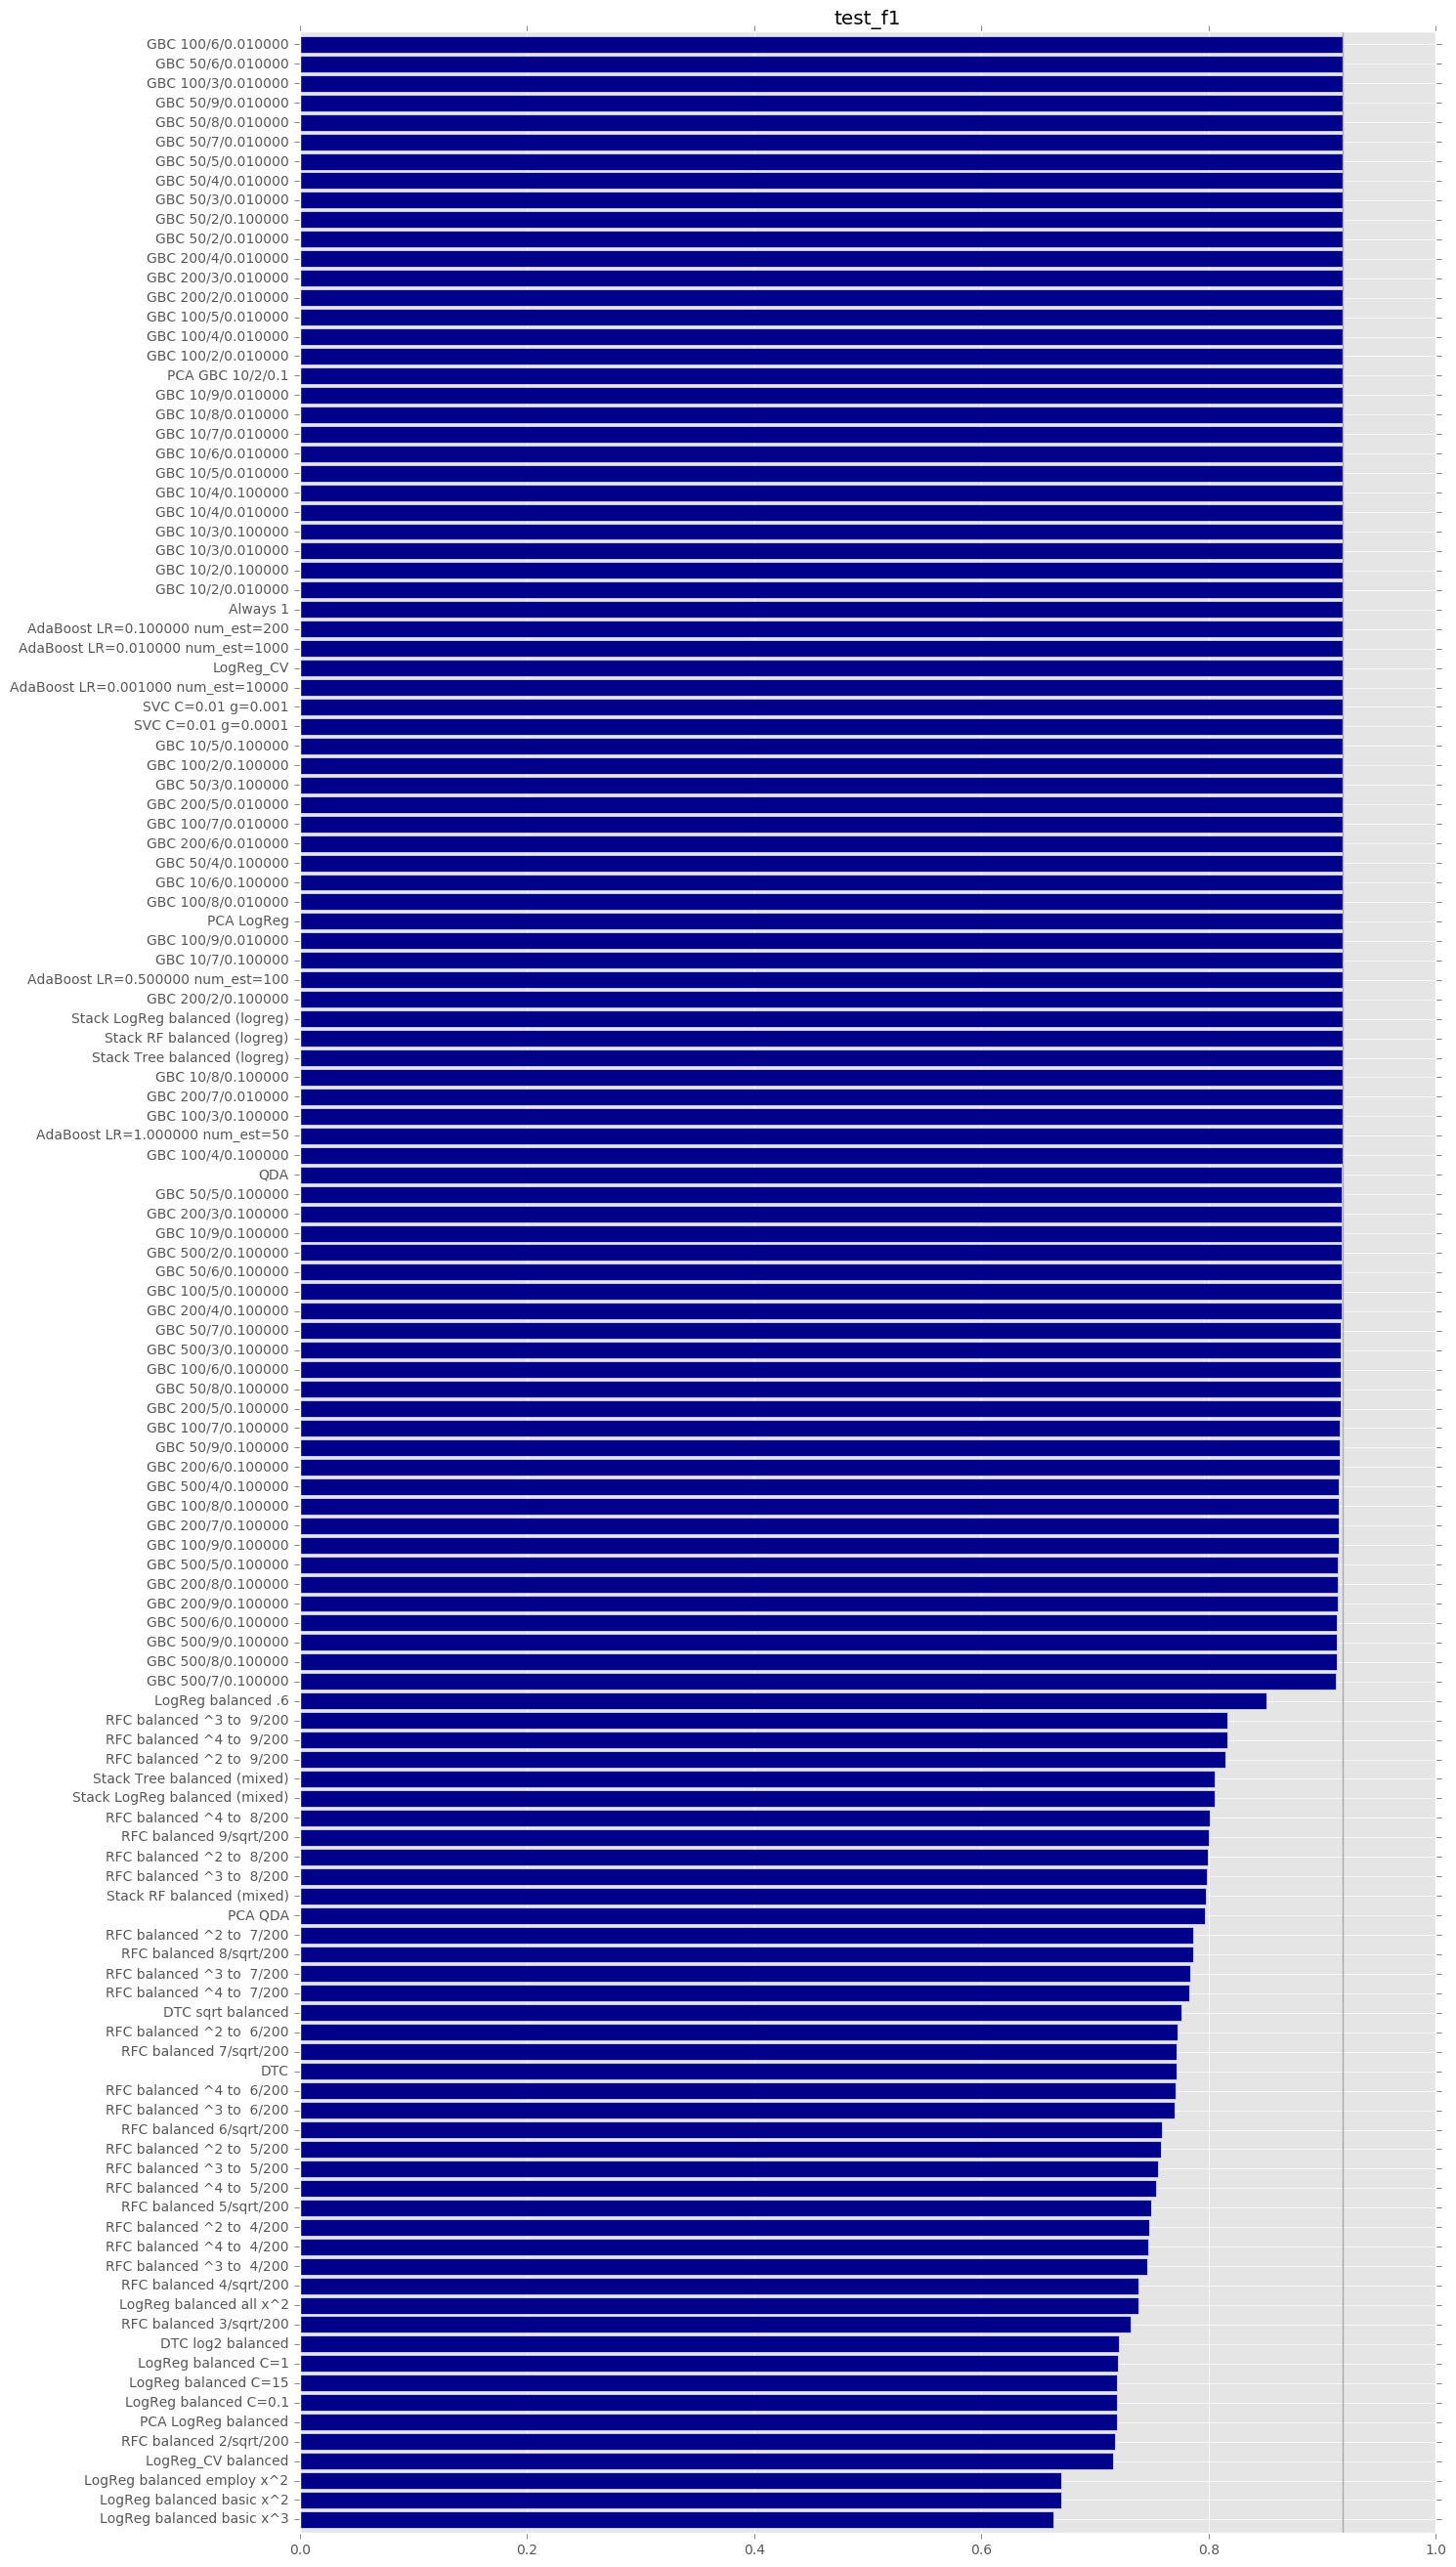 test_f1
GBC 100/6/0.010000
GBC 50/6/0.010000
GBC 100/3/0.010000
GBC 50/9/0.010000
GBC 50/8/0.010000
GBC 50/7/0.010000
GBC 50/5/0.010000
GBC 50/4/0.010000
GBC 50/3/0.010000
GBC 50/2/0.100000
GBC 50/2/0.010000
GBC 200/4/0.010000
GBC 200/3/0.010000
GBC 200/2/0.010000
GBC 100/5/0.010000
GBC 100/4/0.010000
GBC 100/2/0.010000
PCA GBC 10/2/0.1
GBC 10/9/0.010000
GBC 10/8/0.010000
GBC 10/7/0.010000
GBC 10/6/0.010000
GBC 10/5/0.010000
GBC 10/4/0.100000
GBC 10/4/0.010000
GBC 10/3/0.100000
GBC 10/3/0.010000
GBC 10/2/0.100000
GBC 10/2/0.010000
Always 1
AdaBoost LR=0.100000 num_est=200
AdaBoost LR=0.010000 num_est=1000
LogReg_CV
AdaBoost LR=0.001000 num_est=10000
SVC C=0.01 g=0.001
SVC C=0.01 g=0.0001
GBC 10/5/0.100000
GBC 100/2/0.100000
GBC 50/3/0.100000
GBC 200/5/0.010000
GBC 100/7/0.010000
GBC 200/6/0.010000
GBC 50/4/0.100000
GBC 10/6/0.100000
GBC 100/8/0.010000
PCA LogReg
GBC 100/9/0.010000
GBC 10/7/0.100000
AdaBoost LR=0.500000 num_est=100
GBC 200/2/0.100000
Stack LogReg balanced (logreg)
Stack RF balanced (logreg)
Stack Tree balanced (logreg)
GBC 10/8/0.100000
GBC 200/7/0.010000
GBC 100/3/0.100000
AdaBoost LR=1.000000 num_est=50
GBC 100/4/0.100000
QDA
GBC 50/5/0.100000
GBC 200/3/0.100000
GBC 10/9/0.100000
GBC 500/2/0.100000
GBC 50/6/0.100000
GBC 100/5/0.100000
GBC 200/4/0.100000
GBC 50/7/0.100000
GBC 500/3/0.100000
GBC 100/6/0.100000
GBC 50/8/0.100000
GBC 200/5/0.100000
GBC 100/7/0.100000
GBC 50/9/0.100000
GBC 200/6/0.100000
GBC 500/4/0.100000
GBC 100/8/0.100000
GBC 200/7/0.100000
GBC 100/9/0.100000
GBC 500/5/0.100000
GBC 200/8/0.100000
GBC 200/9/0.100000
GBC 500/6/0.100000
GBC 500/9/0.100000
GBC 500/8/0.100000
GBC 500/7/0.100000
LogReg balanced .6
RFC balanced ^3 to  9/200
RFC balanced ^4 to  9/200
RFC balanced ^2 to  9/200
Stack Tree balanced (mixed)
Stack LogReg balanced (mixed)
RFC balanced ^4 to  8/200
RFC balanced 9/sqrt/200
RFC balanced ^2 to  8/200
RFC balanced ^3 to  8/200
Stack RF balanced (mixed)
PCA QDA
RFC balanced ^2 to  7/200
RFC balanced 8/sqrt/200
RFC balanced ^3 to  7/200
RFC balanced ^4 to  7/200
DTC sqrt balanced
RFC balanced ^2 to  6/200
RFC balanced 7/sqrt/200
DTC
RFC balanced ^4 to  6/200
RFC balanced ^3 to  6/200
RFC balanced 6/sqrt/200
RFC balanced ^2 to  5/200
RFC balanced ^3 to  5/200
RFC balanced ^4 to  5/200
RFC balanced 5/sqrt/200
RFC balanced ^2 to  4/200
RFC balanced ^4 to  4/200
RFC balanced ^3 to  4/200
RFC balanced 4/sqrt/200
LogReg balanced all x^2
RFC balanced 3/sqrt/200
DTC log2 balanced
LogReg balanced C=1
LogReg balanced C=15
LogReg balanced C=0.1
PCA LogReg balanced
RFC balanced 2/sqrt/200
LogReg_CV balanced
LogReg balanced employ x^2
LogReg balanced basic x^2
LogReg balanced basic x^3
0.0 0.2 0.4 0.6 0.8 1.0